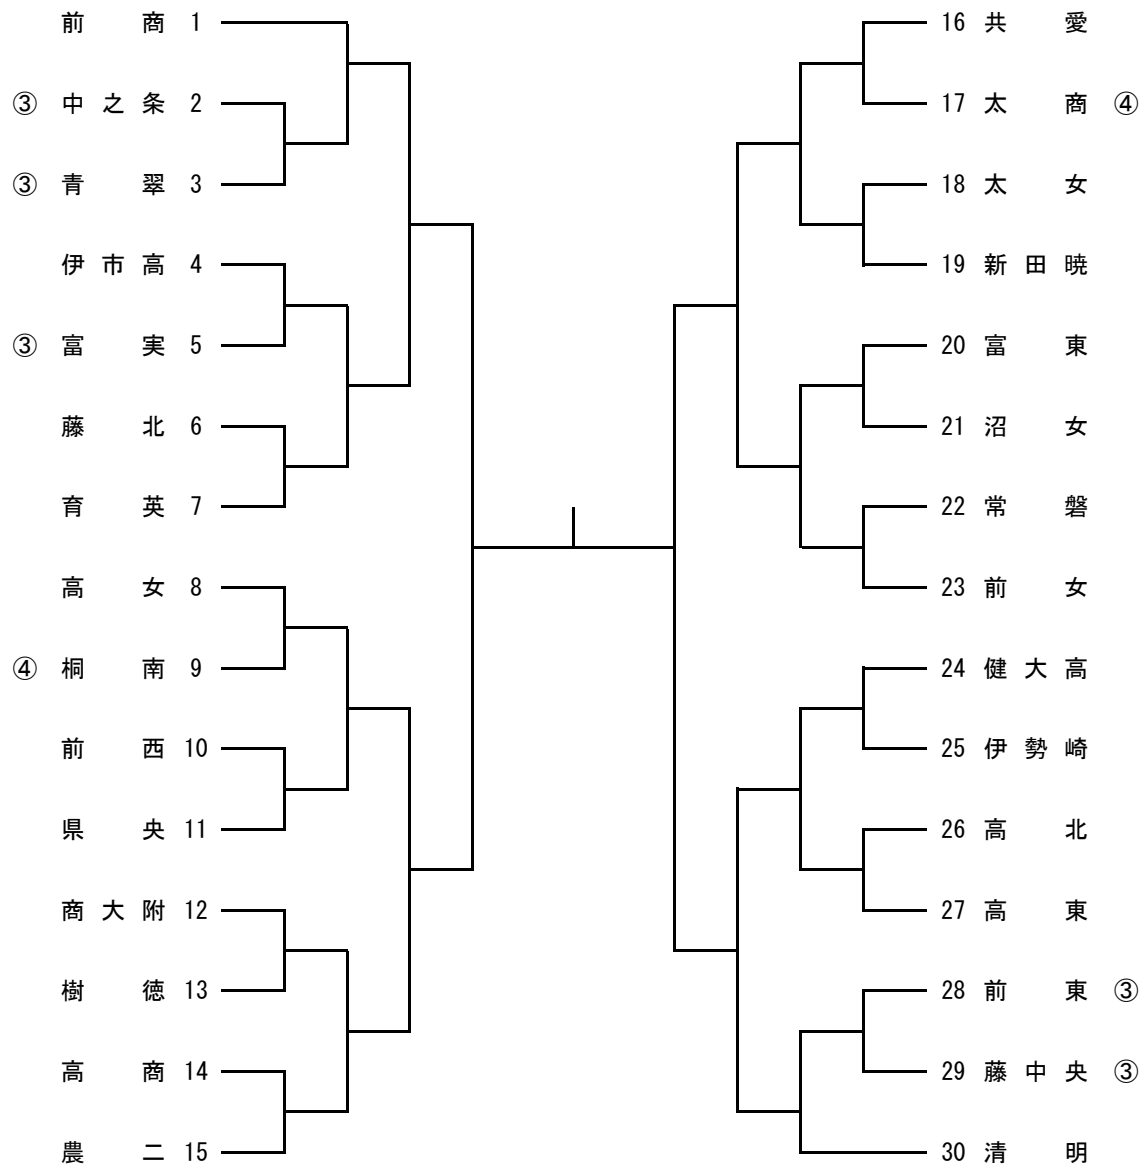 前商 1
③ 中之条 2
③ 青翠 3
伊市高 4
③ 富実 5
藤北 6
育英 7
高女 8
④ 桐南 9
前西 10
県央 11
商大附 12
樹徳 13
高商 14
農二 15
16 共愛
17 太商 ④
18 太女
19 新田暁
20 富東
21 沼女
22 常磐
23 前女
24 健大高
25 伊勢崎
26 高北
27 高東
28 前東 ③
29 藤中央 ③
30 清明